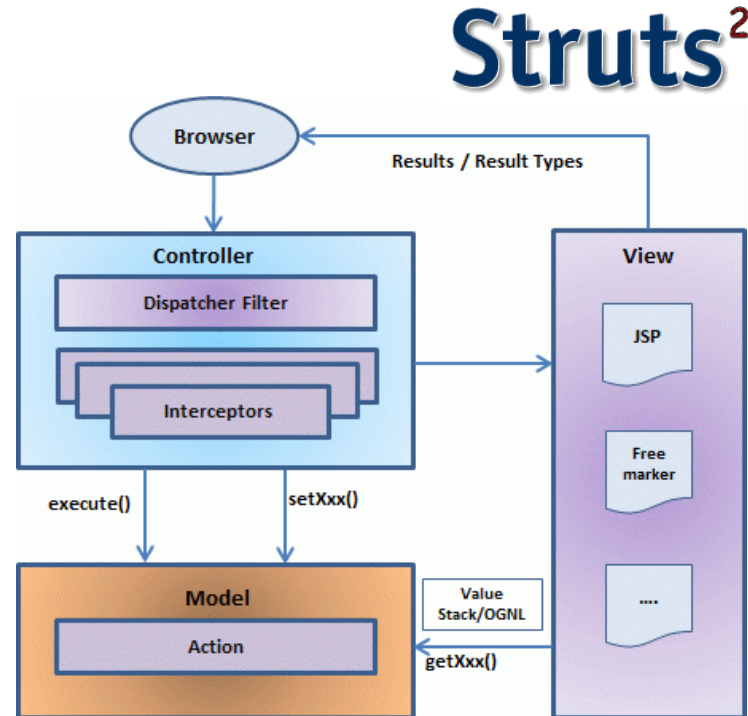 Struts2
Browser
Results / Result Types
Controller
View
Dispatcher Filter
JSP
Interceptors
Free
marker
execute()
setXxx()
Model
Value
Stack/OGNL
....
Action
getXxx()